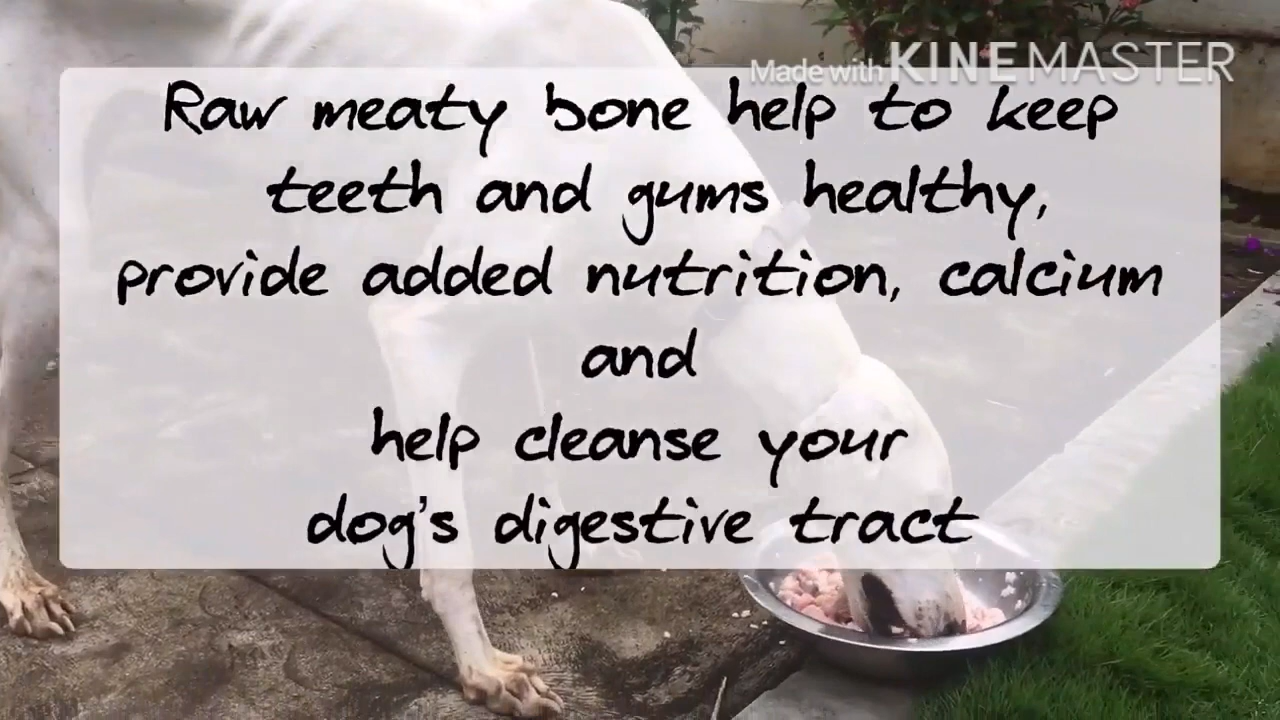 Made with KINEMASTER
Raw meaty bone help to keep
teeth and gums healthy,
provide added nutrition, calcium
and
help cleanse your
dog's digestive tract